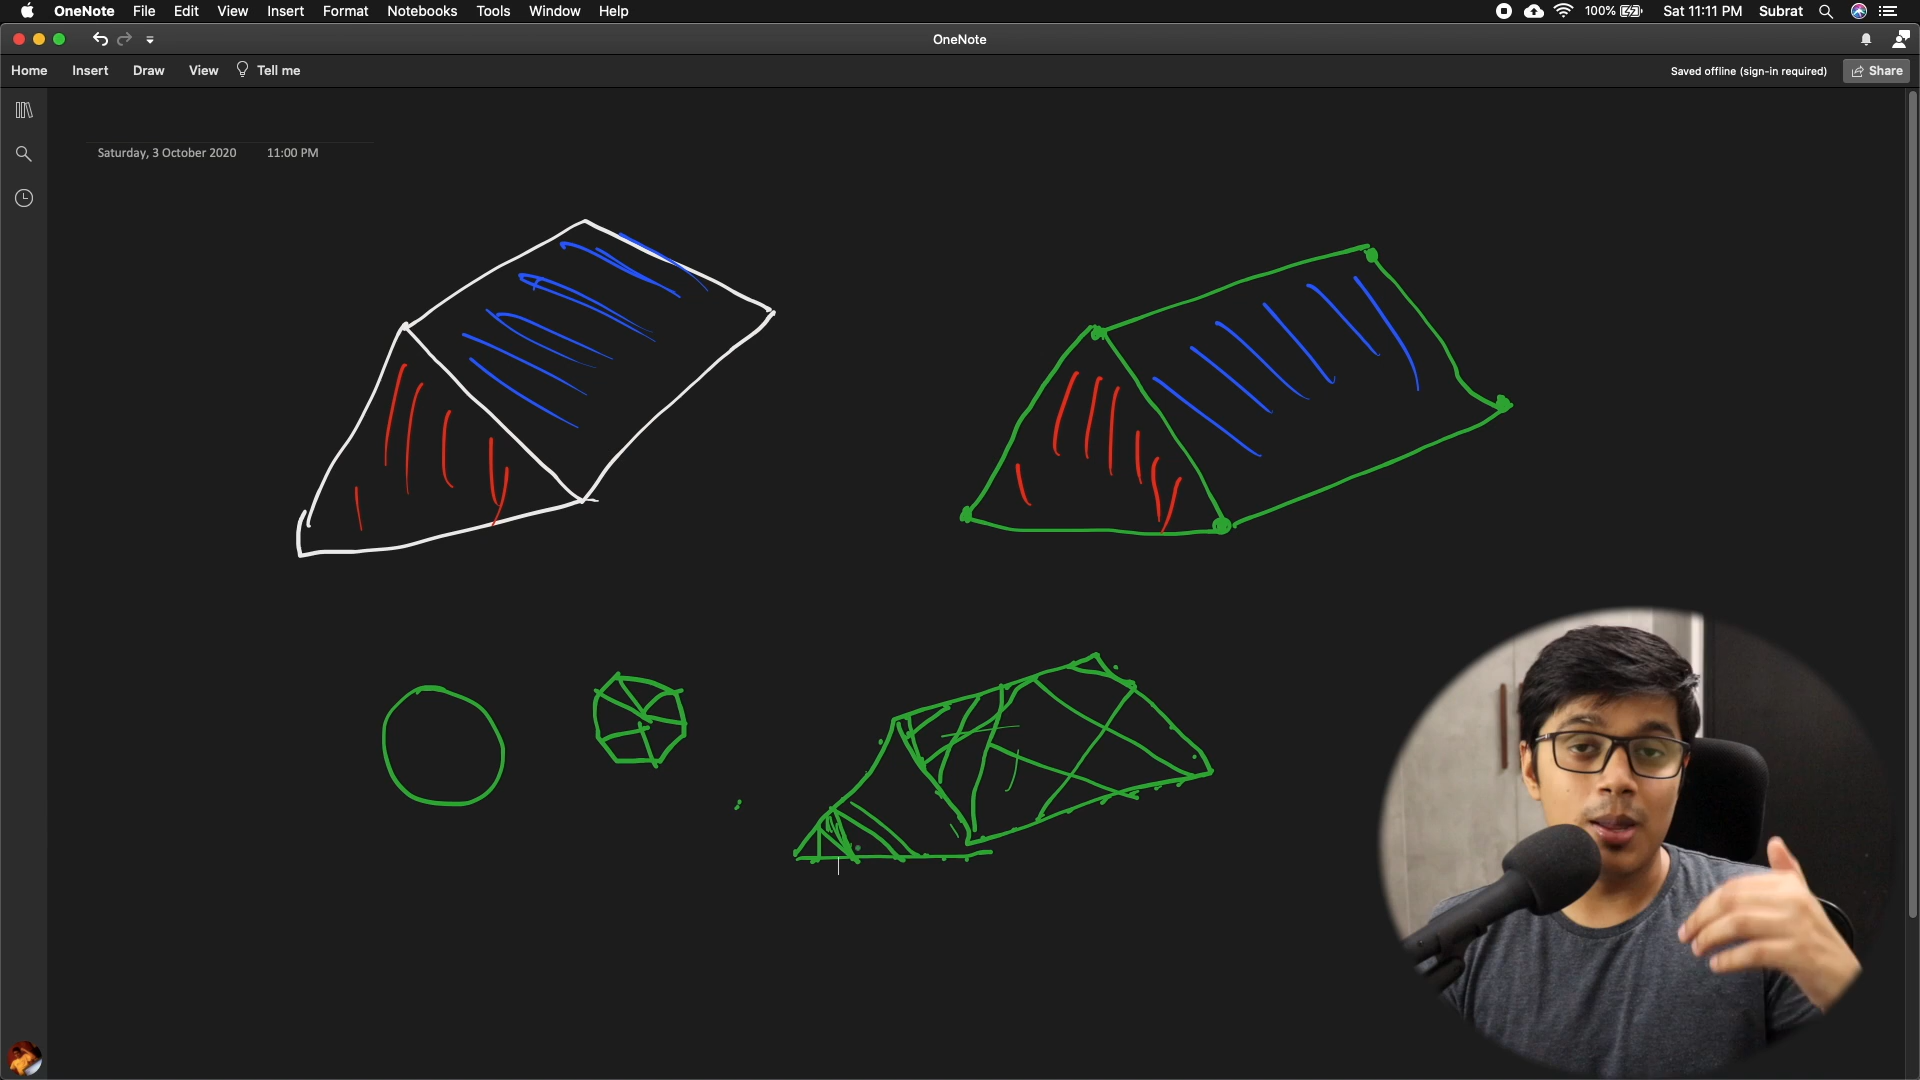 OneNote File Edit View Insert Format Notebooks Tools Window Help 100% Sat 11:11 PM Subrat
OneNote
Home Insert Draw View Tell me Saved offline (sign-in required) Share
Saturday, 3 October 2020 11:00 PM